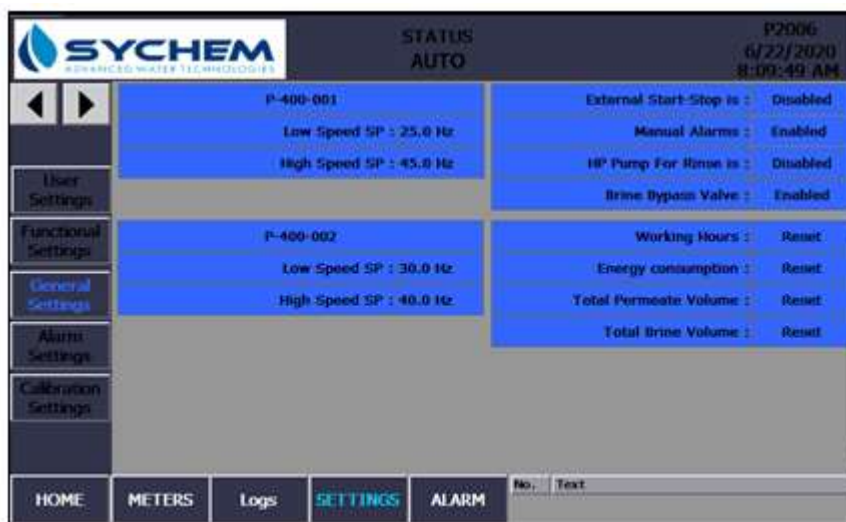 SYCHEM
ADVANCED WATER TECHNOLOGIES
STATUS
AUTO
P2006
6/22/2020
8:09:49 AM
P-400-001
Low Speed SP : 25.0 Hz
High Speed SP : 45.0 Hz
External Start-Stop is : Disabled
Manual Alarms : Enabled
HP Pump For Rinse is : Disabled
Brine Bypass Valve : Enabled
User
Settings
Functional
Settings
General
Settings
Alarm
Settings
Calibration
Settings
P-400-002
Low Speed SP : 30.0 Hz
High Speed SP : 40.0 Hz
Working Hours : Reset
Energy consumption : Reset
Total Permeate Volume : Reset
Total Brine Volume : Reset
HOME
METERS
Logs
SETTINGS
ALARM
No. Text